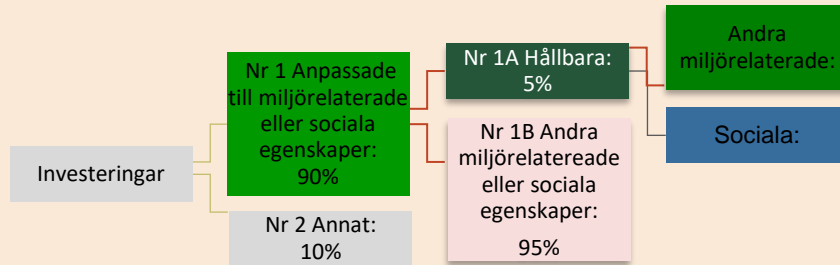 Investeringar
Nr 1 Anpassade
till miljörelaterade
eller sociala
egenskaper:
90%
Nr 2 Annat:
10%
Nr 1A Hållbara:
5%
Nr 1B Andra
miljörelatereade
eller sociala
egenskaper:
95%
Andra
miljörelaterade:
Sociala: